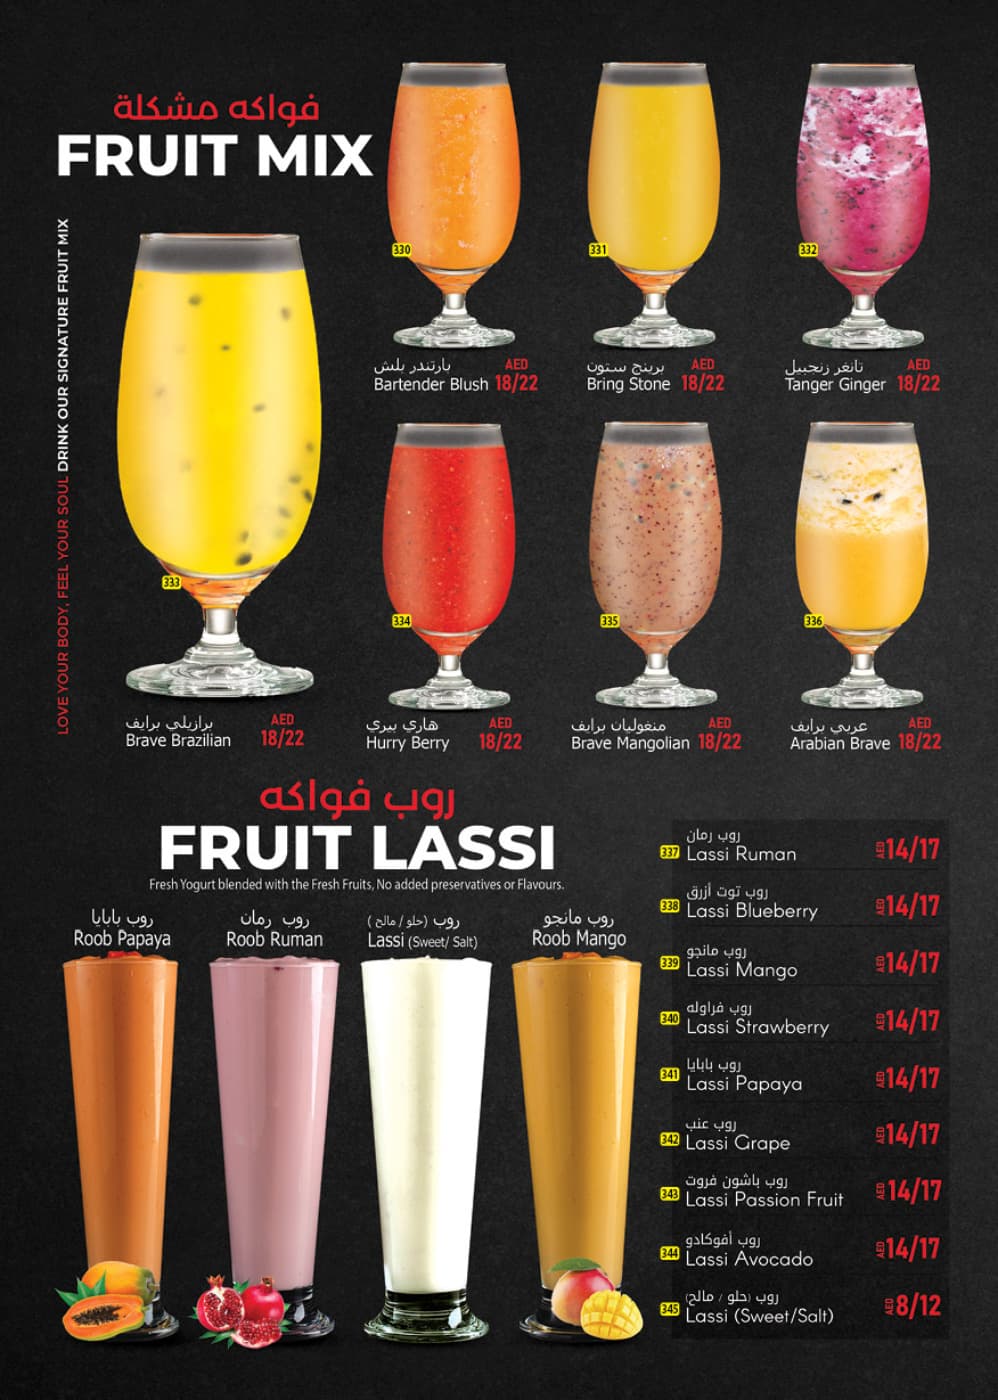 فواكه مشكلة
FRUIT MIX
LOVE YOUR BODY, FEEL YOUR SOUL DRINK OUR SIGNATURE FRUIT MIX
330
بارتندر بلش
Bartender Blush
AED
18/22
331
برينج ستون
Bring Stone
AED
18/22
332
تانغر زنجبيل
Tanger Ginger
AED
18/22
333
برازيلي برايف
Brave Brazilian
AED
18/22
334
هاري بيري
Hurry Berry
AED
18/22
335
منغوليان برايف
Brave Mangolian
AED
18/22
336
عربي برايف
Arabian Brave
AED
18/22
روب فواكه
FRUIT LASSI
Fresh Yogurt blended with the Fresh Fruits, No added preservatives or Flavours.
روب بابايا
Roob Papaya
روب رمان
Roob Ruman
روب (حلو / مالح )
Lassi (Sweet/ Salt)
روب مانجو
Roob Mango
روب رمان
337 Lassi Ruman AED 14/17
روب توت أزرق
338 Lassi Blueberry AED 14/17
روب مانجو
339 Lassi Mango AED 14/17
روب فراوله
340 Lassi Strawberry AED 14/17
روب بابايا
341 Lassi Papaya AED 14/17
روب عنب
342 Lassi Grape AED 14/17
روب باشون فروت
343 Lassi Passion Fruit AED 14/17
روب أفوكادو
344 Lassi Avocado AED 14/17
روب (حلو / مالح)
345 Lassi (Sweet/Salt) AED 8/12